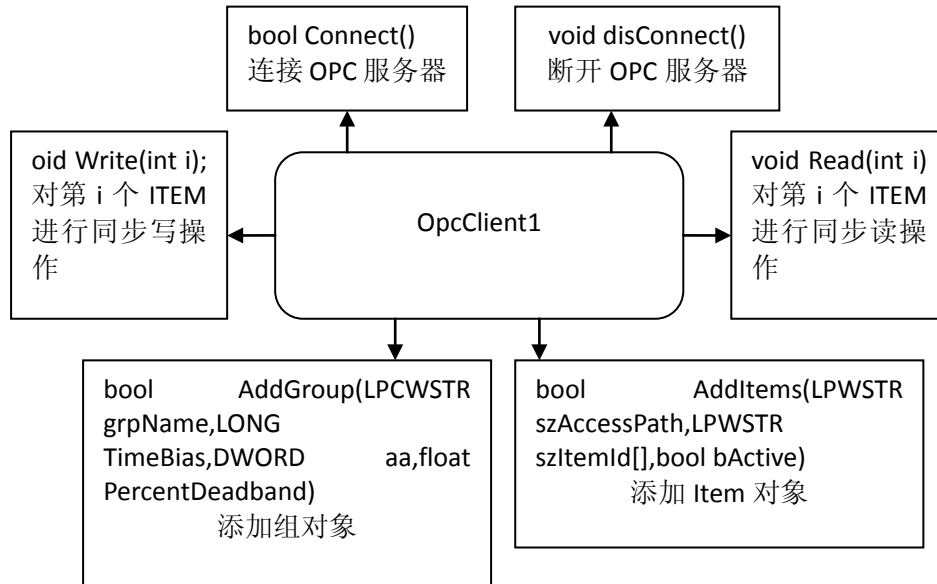 bool Connect()
连接 OPC 服务器
void disConnect()
断开 OPC 服务器
oid Write(int i);
对第 i 个 ITEM
进行同步写操
作
OpcClient1
void Read(int i)
对第 i 个 ITEM
进行同步读操
作
bool AddGroup(LPCWSTR
grpName,LONG
TimeBias,DWORD aa,float
PercentDeadband)
添加组对象
bool AddItems(LPWSTR
szAccessPath,LPWSTR
szItemId[],bool bActive)
添加 Item 对象